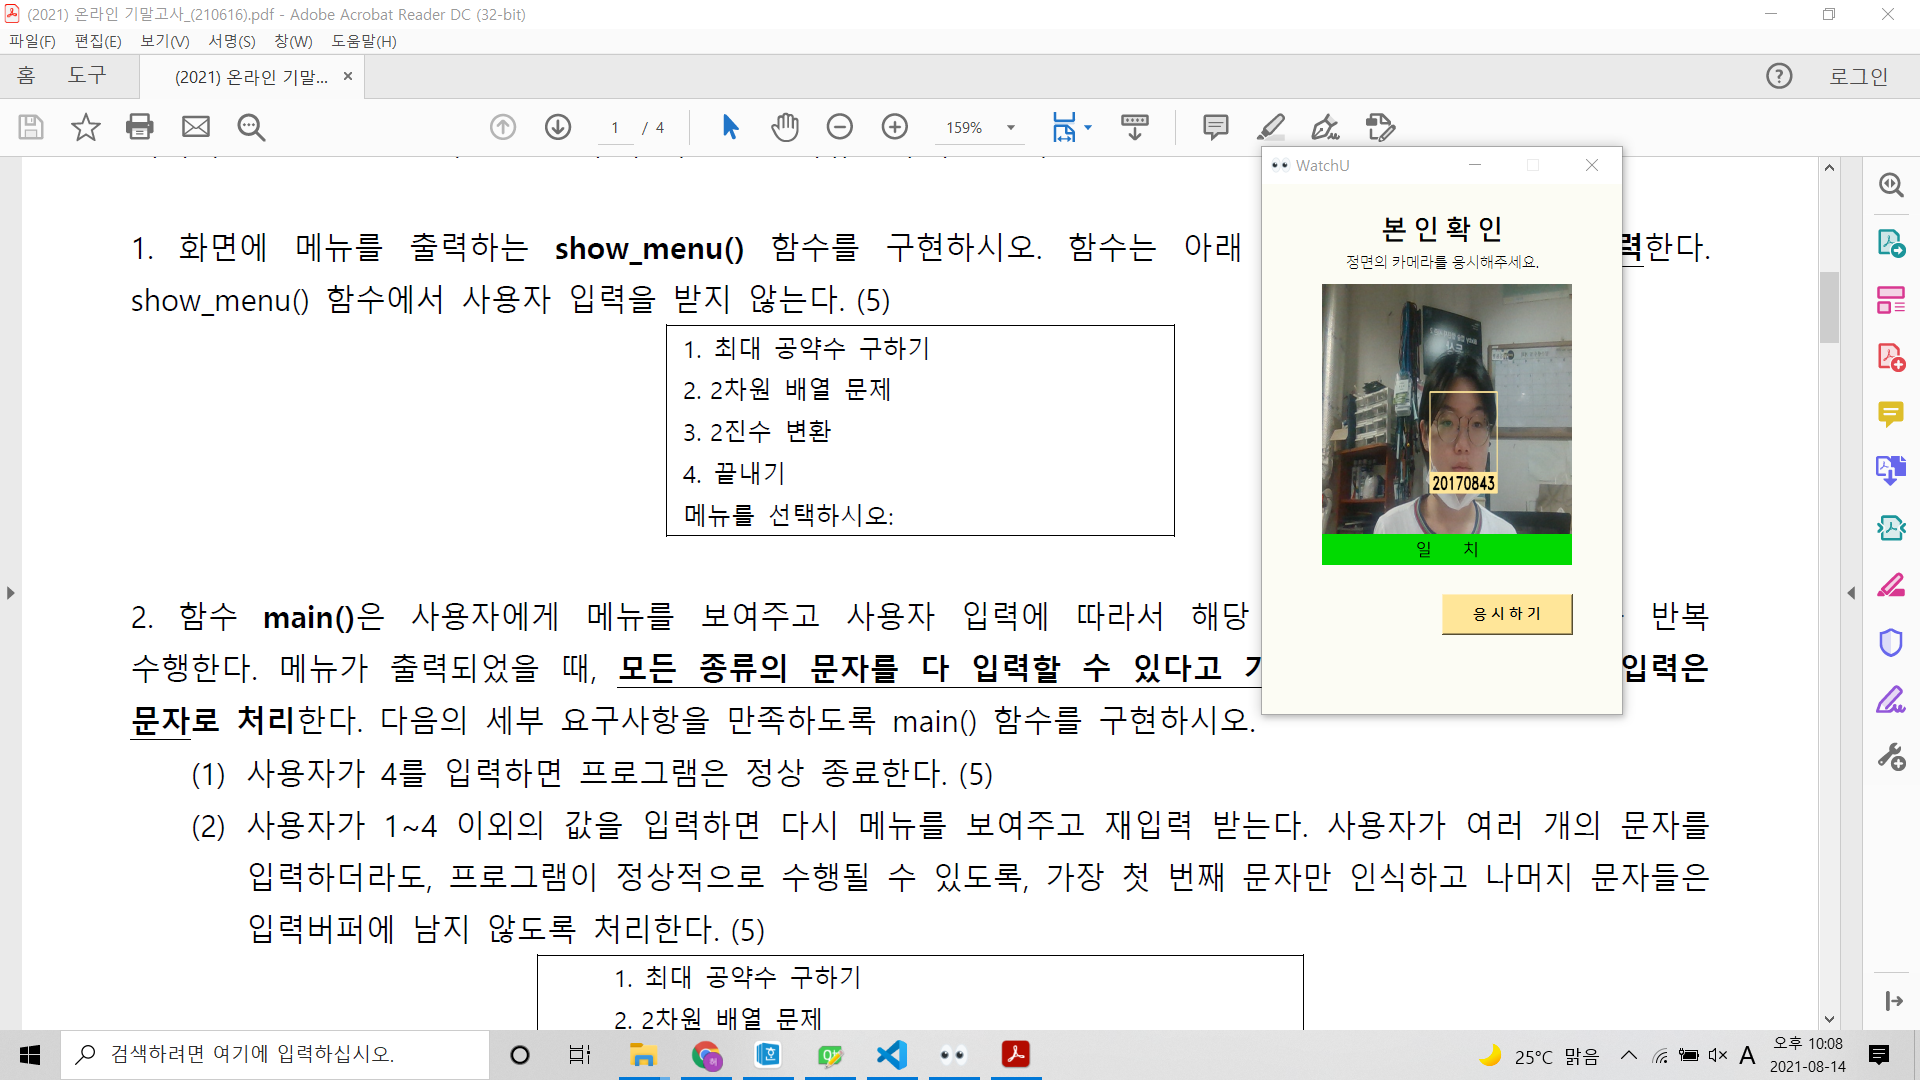 (2021) 온라인 기말고사_(210616).pdf - Adobe Acrobat Reader DC (32-bit)
파일(F) 편집(E) 보기(V) 서명(S) 창(W) 도움말(H)
홈 도구 (2021) 온라인 기말... × 로그인
1 / 4 159%
1. 화면에 메뉴를 출력하는 show_menu() 함수를 구현하시오. 함수는 아래 력한다.
show_menu() 함수에서 사용자 입력을 받지 않는다. (5)
1. 최대 공약수 구하기
2. 2차원 배열 문제
3. 2진수 변환
4. 끝내기
메뉴를 선택하시오:
2. 함수 main()은 사용자에게 메뉴를 보여주고 사용자 입력에 따라서 해당 반복
수행한다. 메뉴가 출력되었을 때, 모든 종류의 문자를 다 입력할 수 있다고 입력은
문자로 처리한다. 다음의 세부 요구사항을 만족하도록 main() 함수를 구현하시오.
(1) 사용자가 4를 입력하면 프로그램은 정상 종료한다. (5)
(2) 사용자가 1~4 이외의 값을 입력하면 다시 메뉴를 보여주고 재입력 받는다. 사용자가 여러 개의 문자를
입력하더라도, 프로그램이 정상적으로 수행될 수 있도록, 가장 첫 번째 문자만 인식하고 나머지 문자들은
입력버퍼에 남지 않도록 처리한다. (5)
1. 최대 공약수 구하기
2. 2차원 배열 문제
WatchU
본 인 확 인
정면의 카메라를 응시해주세요.
20170843
일 치
응 시 하 기
검색하려면 여기에 입력하십시오.
25°C 맑음
A
오후 10:08
2021-08-14